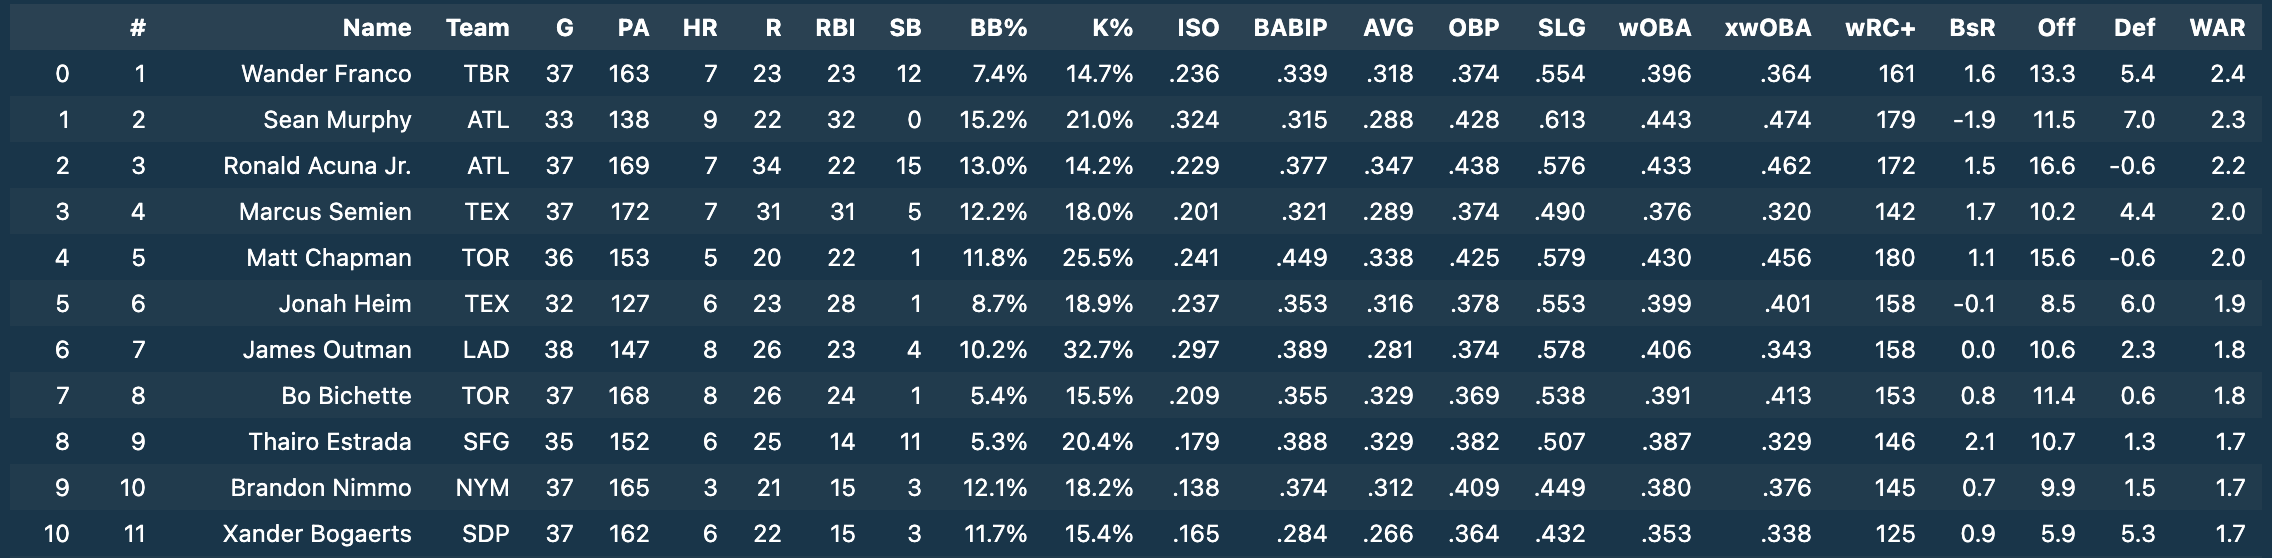 # Name Team G PA HR R RBI SB BB% K% ISO BABIP AVG OBP SLG wOBA xwOBA wRC+ BsR Off Def WAR
0 1 Wander Franco TBR 37 163 7 23 23 12 7.4% 14.7% .236 .339 .318 .374 .554 .396 .364 161 1.6 13.3 5.4 2.4
1 2 Sean Murphy ATL 33 138 9 22 32 0 15.2% 21.0% .324 .315 .288 .428 .613 .443 .474 179 -1.9 11.5 7.0 2.3
2 3 Ronald Acuna Jr. ATL 37 169 7 34 22 15 13.0% 14.2% .229 .377 .347 .438 .576 .433 .462 172 1.5 16.6 -0.6 2.2
3 4 Marcus Semien TEX 37 172 7 31 31 5 12.2% 18.0% .201 .321 .289 .374 .490 .376 .320 142 1.7 10.2 4.4 2.0
4 5 Matt Chapman TOR 36 153 5 20 22 1 11.8% 25.5% .241 .449 .338 .425 .579 .430 .456 180 1.1 15.6 -0.6 2.0
5 6 Jonah Heim TEX 32 127 6 23 28 1 8.7% 18.9% .237 .353 .316 .378 .553 .399 .401 158 -0.1 8.5 6.0 1.9
6 7 James Outman LAD 38 147 8 26 23 4 10.2% 32.7% .297 .389 .281 .374 .578 .406 .343 158 0.0 10.6 2.3 1.8
7 8 Bo Bichette TOR 37 168 8 26 24 1 5.4% 15.5% .209 .355 .329 .369 .538 .391 .413 153 0.8 11.4 0.6 1.8
8 9 Thairo Estrada SFG 35 152 6 25 14 11 5.3% 20.4% .179 .388 .329 .382 .507 .387 .329 146 2.1 10.7 1.3 1.7
9 10 Brandon Nimmo NYM 37 165 3 21 15 3 12.1% 18.2% .138 .374 .312 .409 .449 .380 .376 145 0.7 9.9 1.5 1.7
10 11 Xander Bogaerts SDP 37 162 6 22 15 3 11.7% 15.4% .165 .284 .266 .364 .432 .353 .338 125 0.9 5.9 5.3 1.7